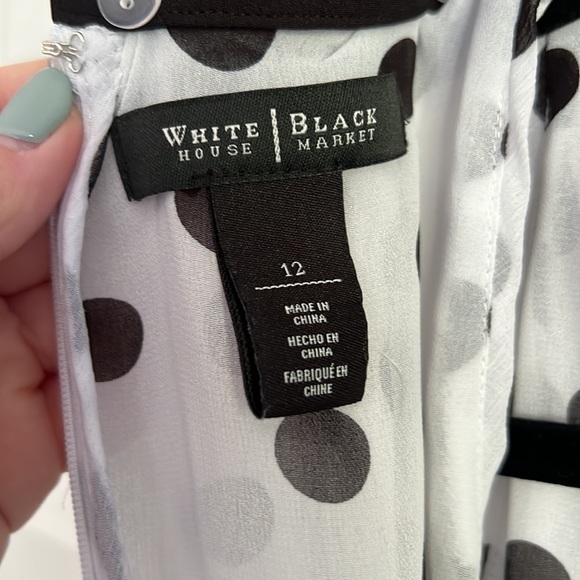 WHITE | BLACK
HOUSE | MARKET
12
MADE IN
CHINA
HECHO EN
CHINA
FABRIQUÉ EN
CHINE